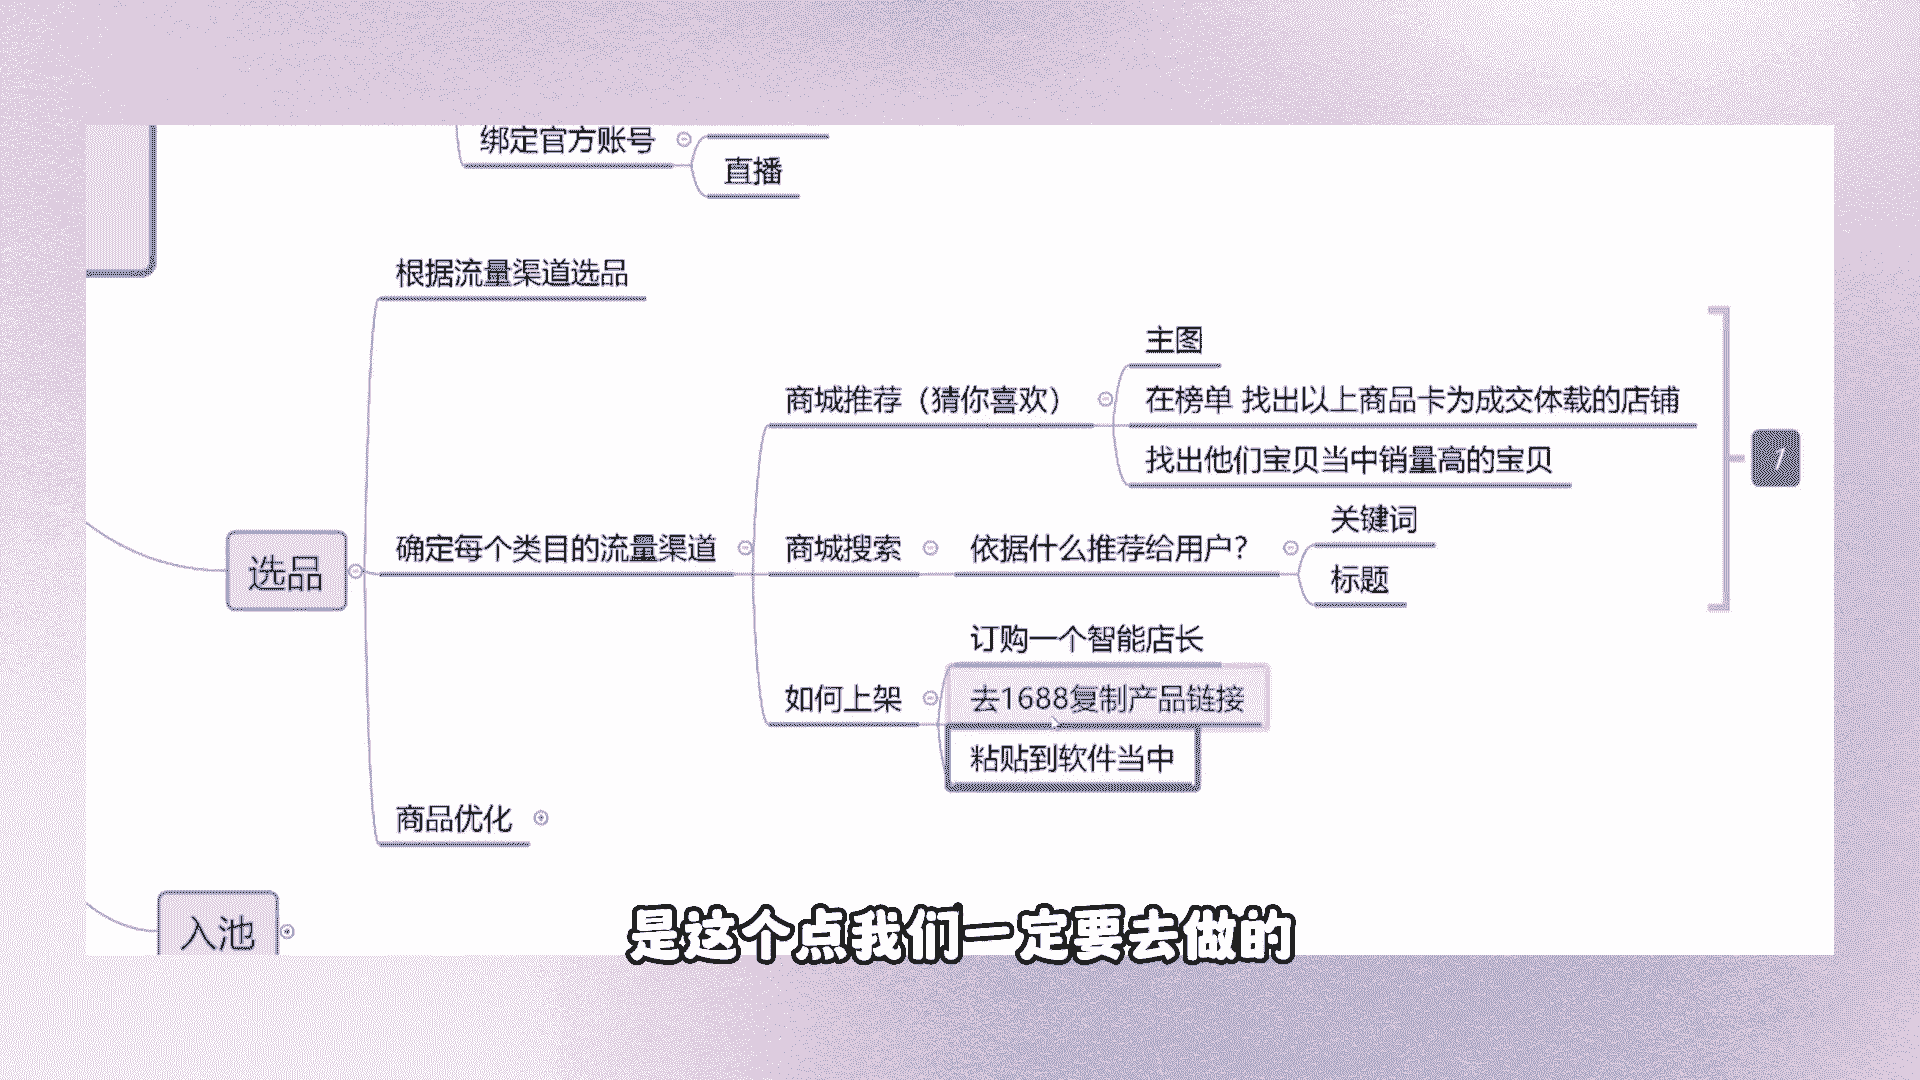 绑定官方账号
直播
根据流量渠道选品
主图
商城推荐（猜你喜欢）
在榜单 找出以上商品卡为成交体载的店铺
找出他们宝贝当中销量高的宝贝
关键词
选品
确定每个类目的流量渠道
商城搜索
依据什么推荐给用户？
标题
订购一个智能店长
如何上架
去1688复制产品链接
粘贴到软件当中
商品优化
入池
是这个点我们一定要去做的